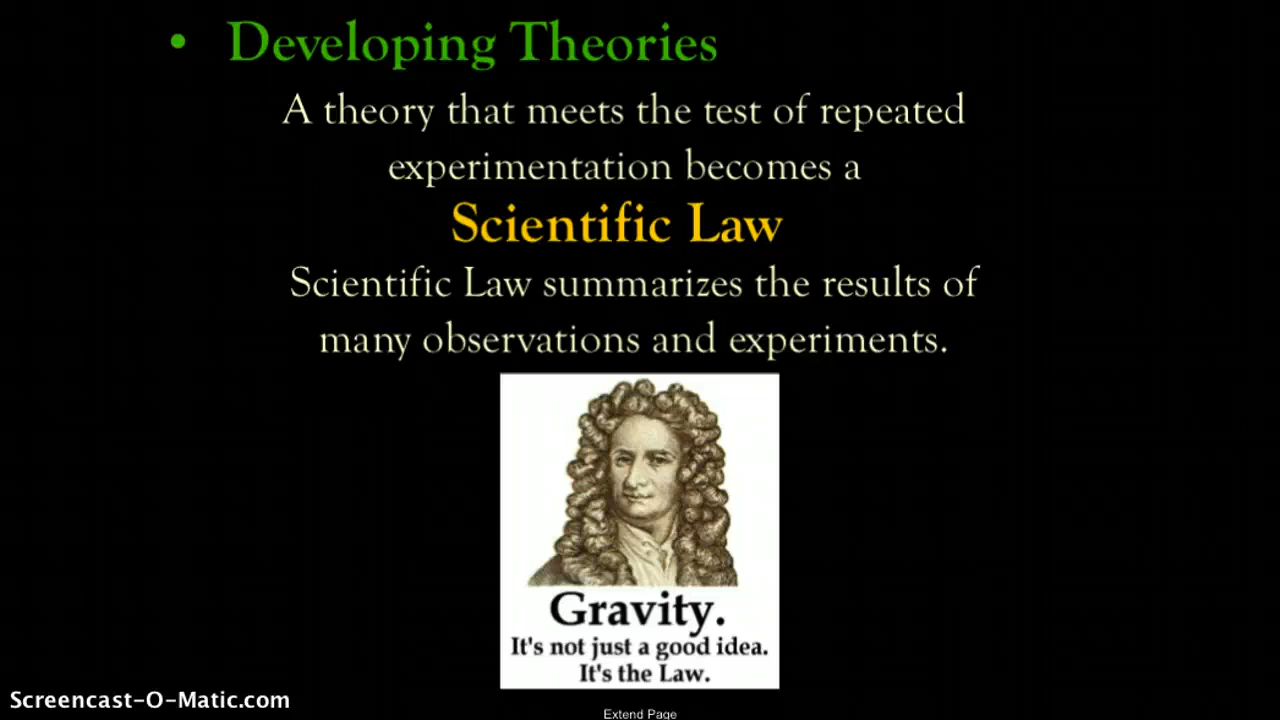 • Developing Theories
A theory that meets the test of repeated
experimentation becomes a
Scientific Law
Scientific Law summarizes the results of
many observations and experiments.
Gravity.
It's not just a good idea.
It's the Law.
Screencast-O-Matic.com
Extend Page